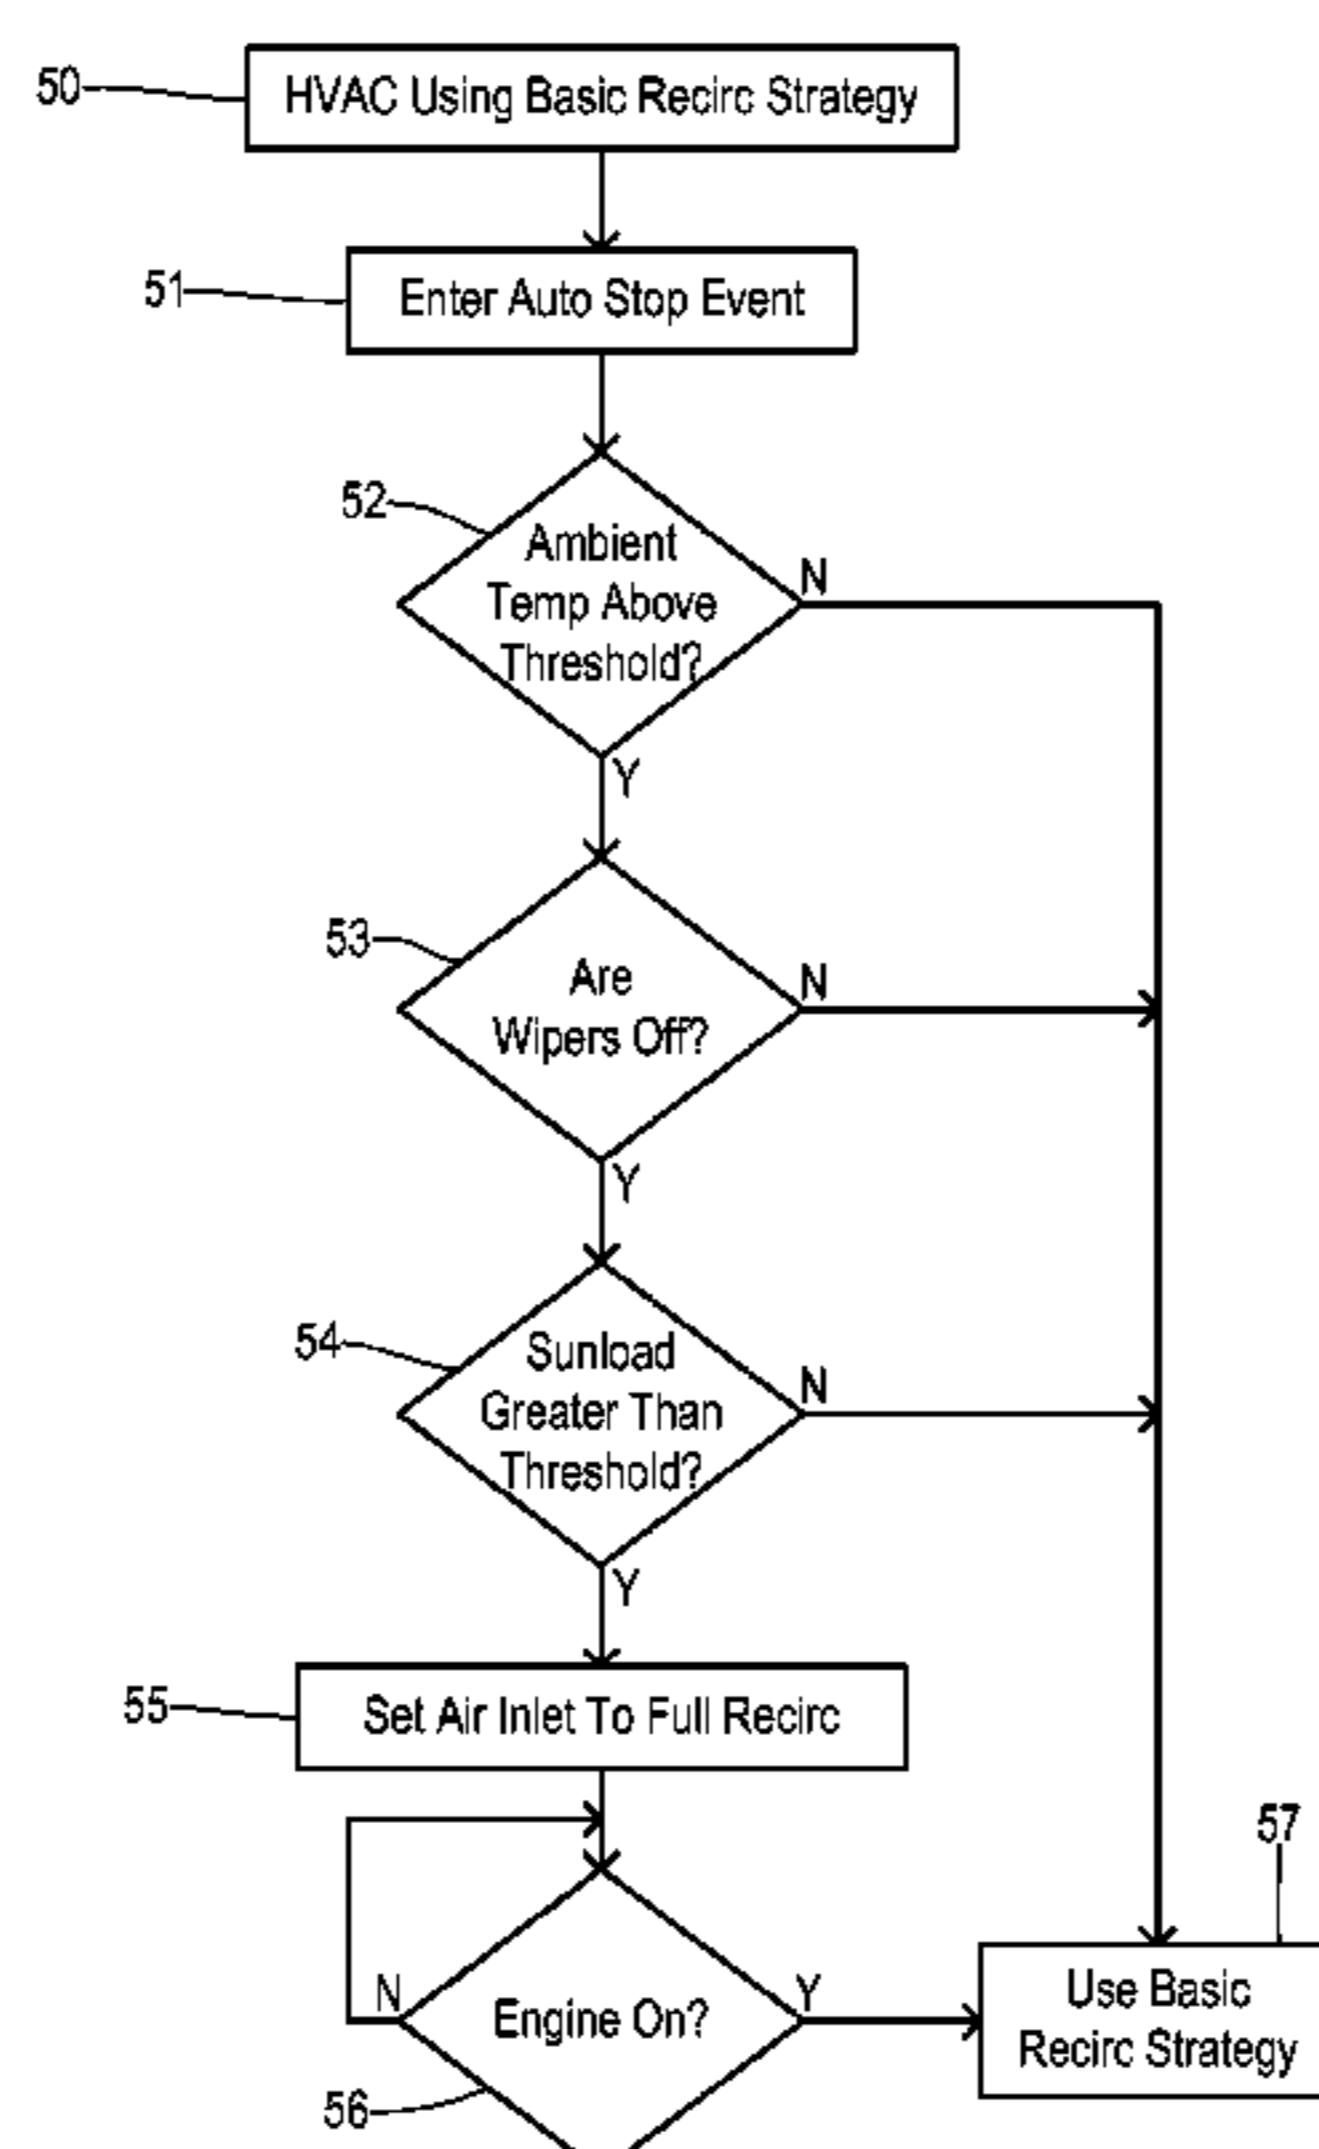 50
HVAC Using Basic Recirc Strategy
51
Enter Auto Stop Event
52
Ambient
Temp Above
Threshold?
N
Y
53
Are
Wipers Off?
N
Y
54
Sunload
Greater Than
Threshold?
N
Y
55
Set Air Inlet To Full Recirc
57
N
Engine On?
Y
Use Basic
Recirc Strategy
56